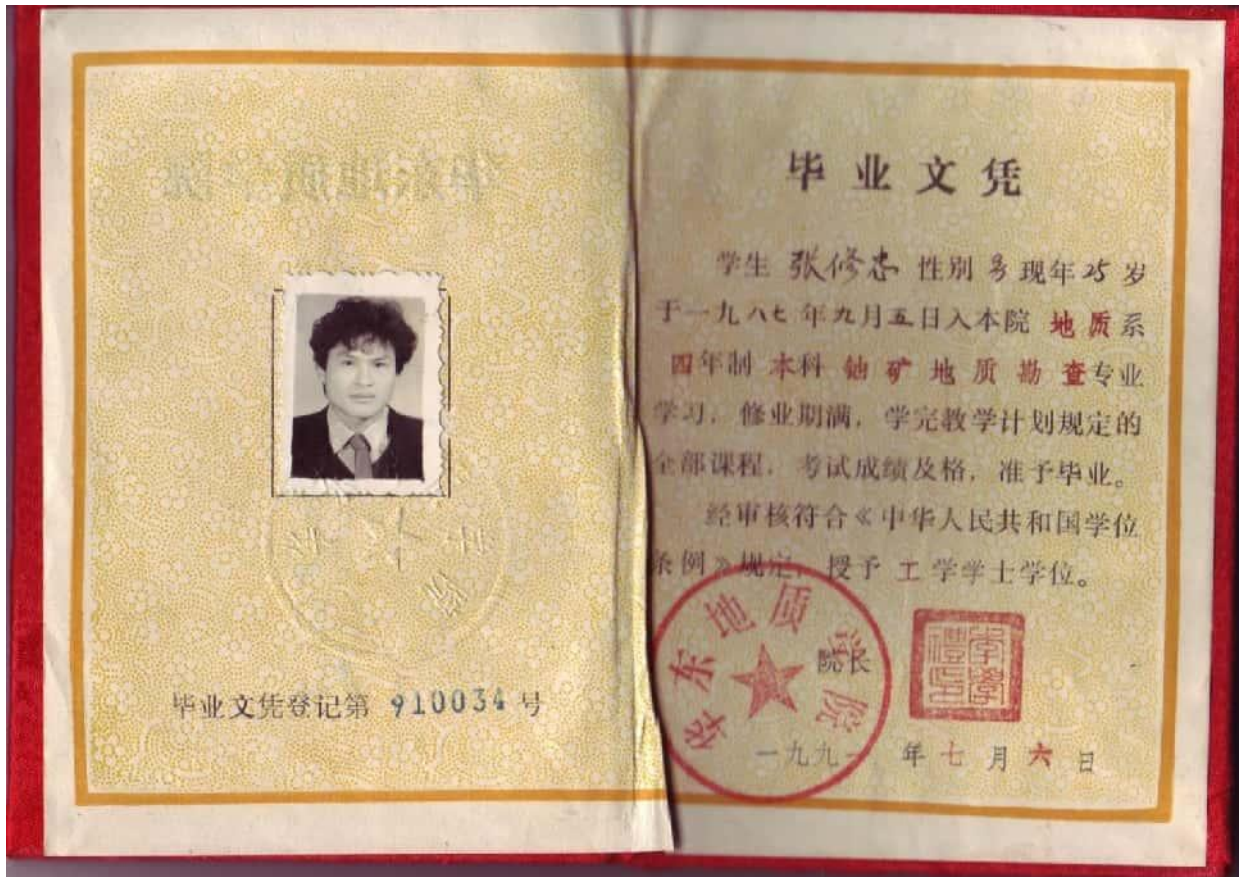 毕业文凭登记第 910034 号
毕业文凭
学生 张修忠 性别 男 现年 25 岁
于一九八七年九月五日入本院 地质系
四年制 本科 铀矿地质勘查专业
学习，修业期满，学完教学计划规定的
全部课程，考试成绩及格，准予毕业。
经审核符合《中华人民共和国学位
条例》规定，授予 工学学士学位。
华东地质学院
院长
李学礼印
一九九一年七月六日